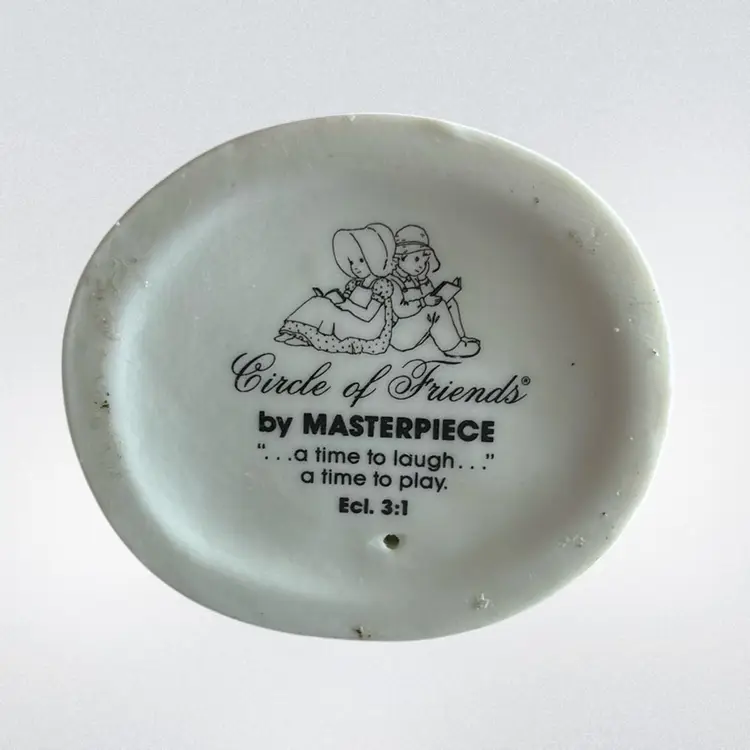 Circle of Friends®
by MASTERPIECE
“. . .a time to laugh. . .”
a time to play.
Ecl. 3:1